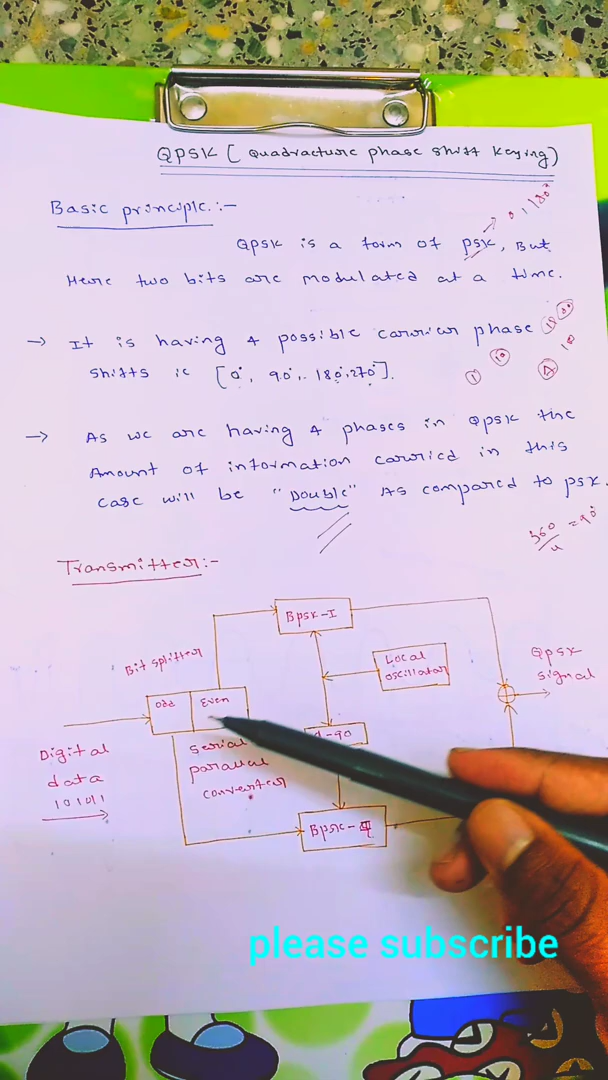 QPSK [ Quadracture phase shift keying)
Basic principle:-
0, 180°
QPSK is a form of psk, But
Here two bits are modulated at a time.
→ It is having 4 possible carrier phase
shifts ie [0°, 90°, 180°, 270°].
→ As we are having 4 phases in QPSK the
Amount of information carried in this
case will be "Double" As compared to psk.
360/4 = 90°
Transmitter:-
Bpsk-I
Bit splitter
Local
oscillator
QPSK
signal
odd
Even
-90
Digital
data
101011
serial
parallel
converter
Bpsk-II
please subscribe